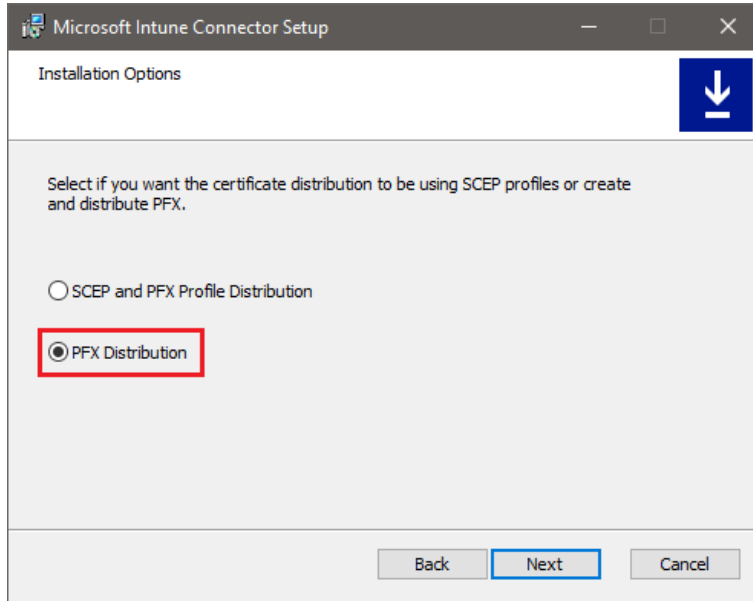 Microsoft Intune Connector Setup
Installation Options
Select if you want the certificate distribution to be using SCEP profiles or create
and distribute PFX.
SCEP and PFX Profile Distribution
PFX Distribution
Back Next Cancel